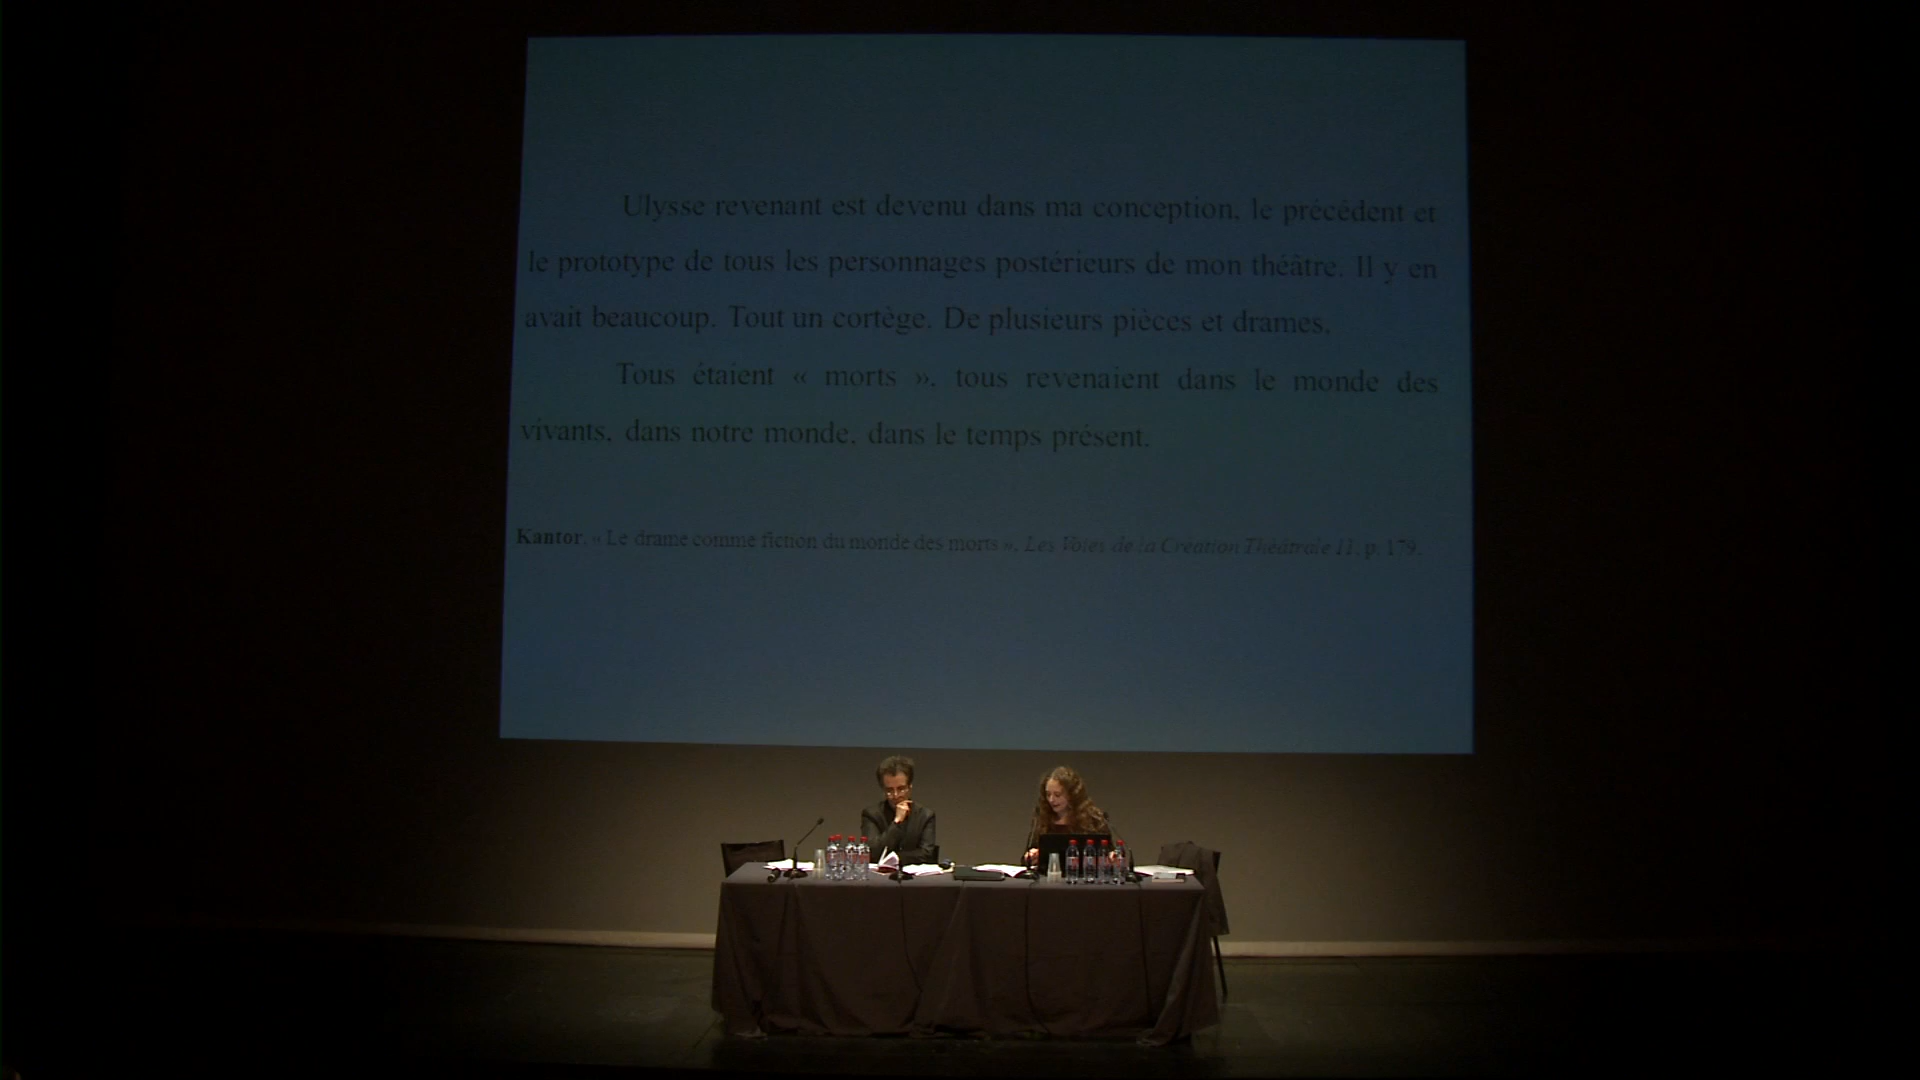 Ulysse revenant est devenu dans ma conception, le précédent et
le prototype de tous les personnages postérieurs de mon théâtre. Il y en
avait beaucoup. Tout un cortège. De plusieurs pièces et drames.
Tous étaient « morts », tous revenaient dans le monde des
vivants, dans notre monde, dans le temps présent.
Kantor, « Le drame comme fiction du monde des morts », Les Voies de la Création Théâtrale 11, p. 179.